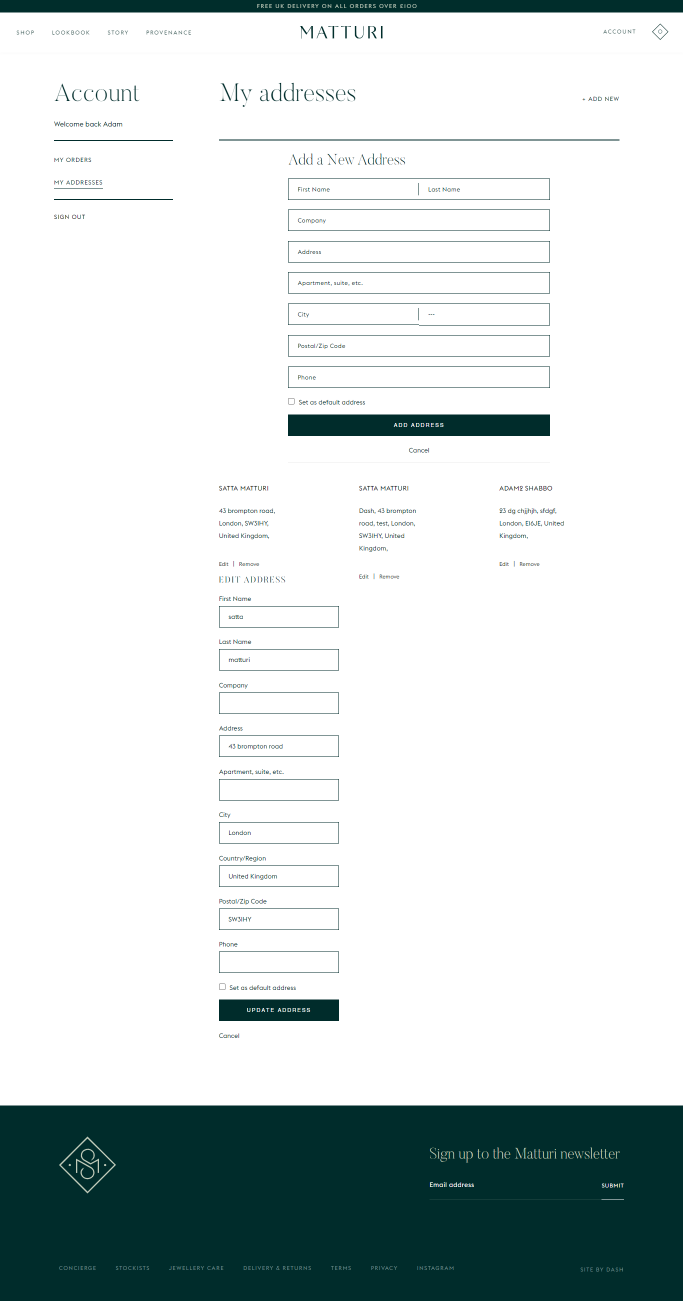 FREE UK DELIVERY ON ALL ORDERS OVER £100
SHOP LOOKBOOK STORY PROVENANCE
MATTURI
ACCOUNT
0
Account
Welcome back Adam
MY ORDERS
MY ADDRESSES
SIGN OUT
My addresses
+ ADD NEW
Add a New Address
First Name Last Name
Company
Address
Apartment, suite, etc.
City ---
Postal/Zip Code
Phone
Set as default address
ADD ADDRESS
Cancel
SATTA MATTURI
43 brompton road,
London, SW31HY,
United Kingdom,
Edit | Remove
SATTA MATTURI
Dash, 43 brompton
road, test, London,
SW31HY, United
Kingdom,
Edit | Remove
ADAM2 SHABBO
23 dg chjjhjh, sfdgf,
London, E16JE, United
Kingdom,
Edit | Remove
EDIT ADDRESS
First Name
satta
Last Name
matturi
Company
Address
43 brompton road
Apartment, suite, etc.
City
London
Country/Region
United Kingdom
Postal/Zip Code
SW31HY
Phone
Set as default address
UPDATE ADDRESS
Cancel
Sign up to the Matturi newsletter
Email address SUBMIT
CONCIERGE STOCKISTS JEWELLERY CARE DELIVERY & RETURNS TERMS PRIVACY INSTAGRAM
SITE BY DASH